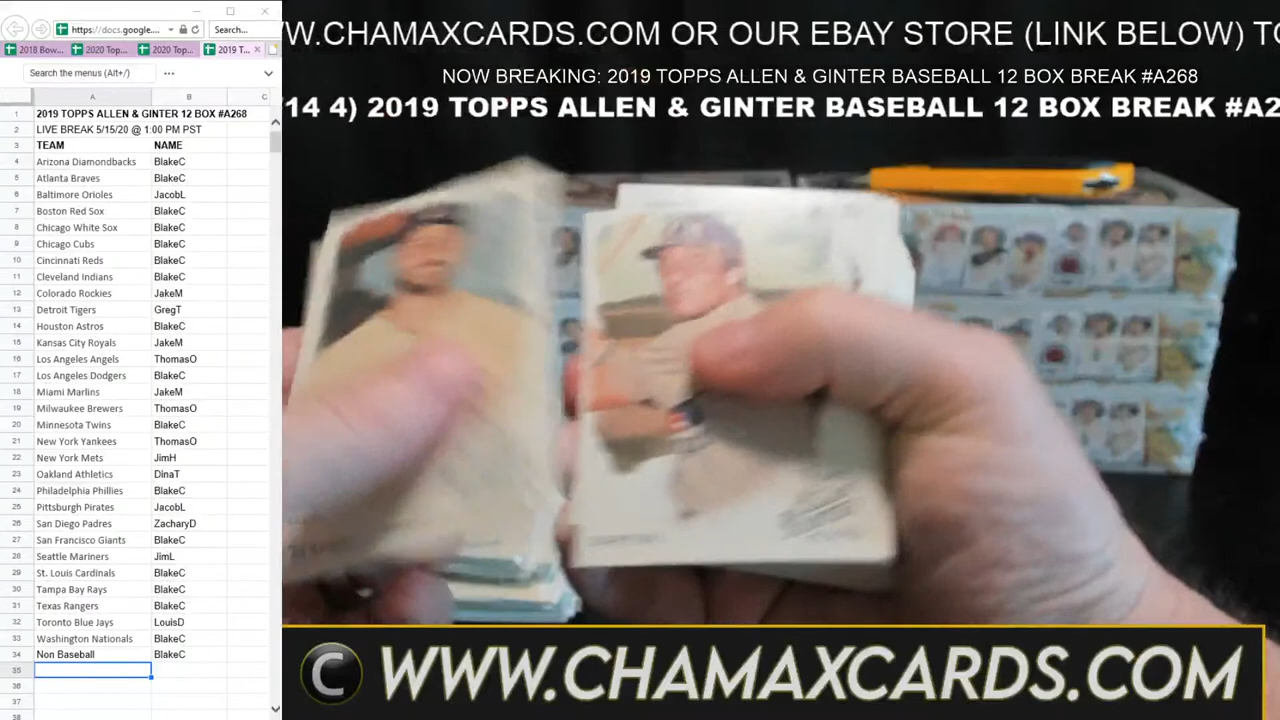 https://docs.google.
Search...
2018 Bow...
2020 Top...
2020 Top...
2019 T...
Search the menus (Alt+/)
A B C
1 2019 TOPPS ALLEN & GINTER 12 BOX #A268
2 LIVE BREAK 5/15/20 @ 1:00 PM PST
3 TEAM NAME
4 Arizona Diamondbacks BlakeC
5 Atlanta Braves BlakeC
6 Baltimore Orioles JacobL
7 Boston Red Sox BlakeC
8 Chicago White Sox BlakeC
9 Chicago Cubs BlakeC
10 Cincinnati Reds BlakeC
11 Cleveland Indians BlakeC
12 Colorado Rockies JakeM
13 Detroit Tigers GregT
14 Houston Astros BlakeC
15 Kansas City Royals JakeM
16 Los Angeles Angels ThomasO
17 Los Angeles Dodgers BlakeC
18 Miami Marlins JakeM
19 Milwaukee Brewers ThomasO
20 Minnesota Twins BlakeC
21 New York Yankees ThomasO
22 New York Mets JimH
23 Oakland Athletics DinaT
24 Philadelphia Phillies BlakeC
25 Pittsburgh Pirates JacobL
26 San Diego Padres ZacharyD
27 San Francisco Giants BlakeC
28 Seattle Mariners JimL
29 St. Louis Cardinals BlakeC
30 Tampa Bay Rays BlakeC
31 Texas Rangers BlakeC
32 Toronto Blue Jays LouisD
33 Washington Nationals BlakeC
34 Non Baseball BlakeC
35
36
37
38
W.CHAMAXCARDS.COM OR OUR EBAY STORE (LINK BELOW) TO
NOW BREAKING: 2019 TOPPS ALLEN & GINTER BASEBALL 12 BOX BREAK #A268
14 4) 2019 TOPPS ALLEN & GINTER BASEBALL 12 BOX BREAK #A2
C WWW.CHAMAXCARDS.COM